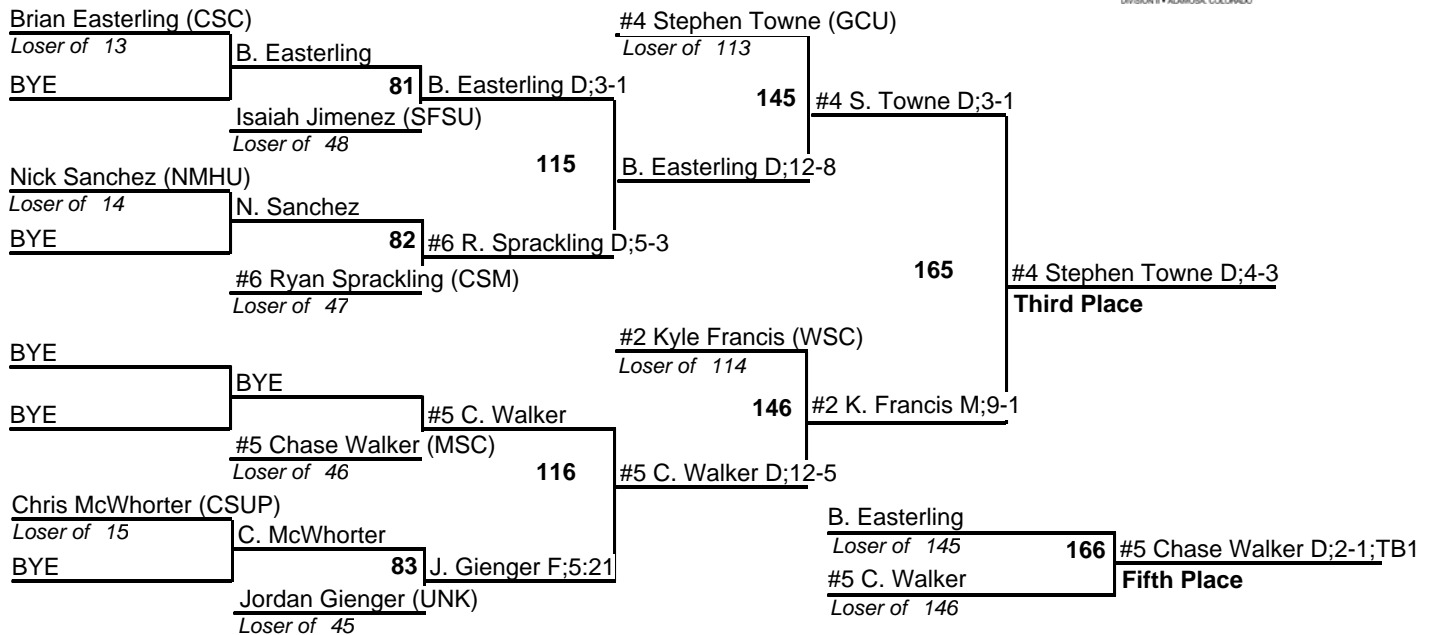 DIVISION II • ALAMOSA, COLORADO
Brian Easterling (CSC)
Loser of 13
BYE
B. Easterling
81
Isaiah Jimenez (SFSU)
Loser of 48
B. Easterling D;3-1
Nick Sanchez (NMHU)
Loser of 14
BYE
N. Sanchez
82
#6 Ryan Sprackling (CSM)
Loser of 47
#6 R. Sprackling D;5-3
115
#4 Stephen Towne (GCU)
Loser of 113
145
B. Easterling D;12-8
#4 S. Towne D;3-1
BYE
BYE
BYE
#5 Chase Walker (MSC)
Loser of 46
#5 C. Walker
Chris McWhorter (CSUP)
Loser of 15
BYE
C. McWhorter
83
Jordan Gienger (UNK)
Loser of 45
J. Gienger F;5:21
116
#2 Kyle Francis (WSC)
Loser of 114
146
#5 C. Walker D;12-5
#2 K. Francis M;9-1
165
#4 Stephen Towne D;4-3
Third Place
B. Easterling
Loser of 145
#5 C. Walker
Loser of 146
166
#5 Chase Walker D;2-1;TB1
Fifth Place